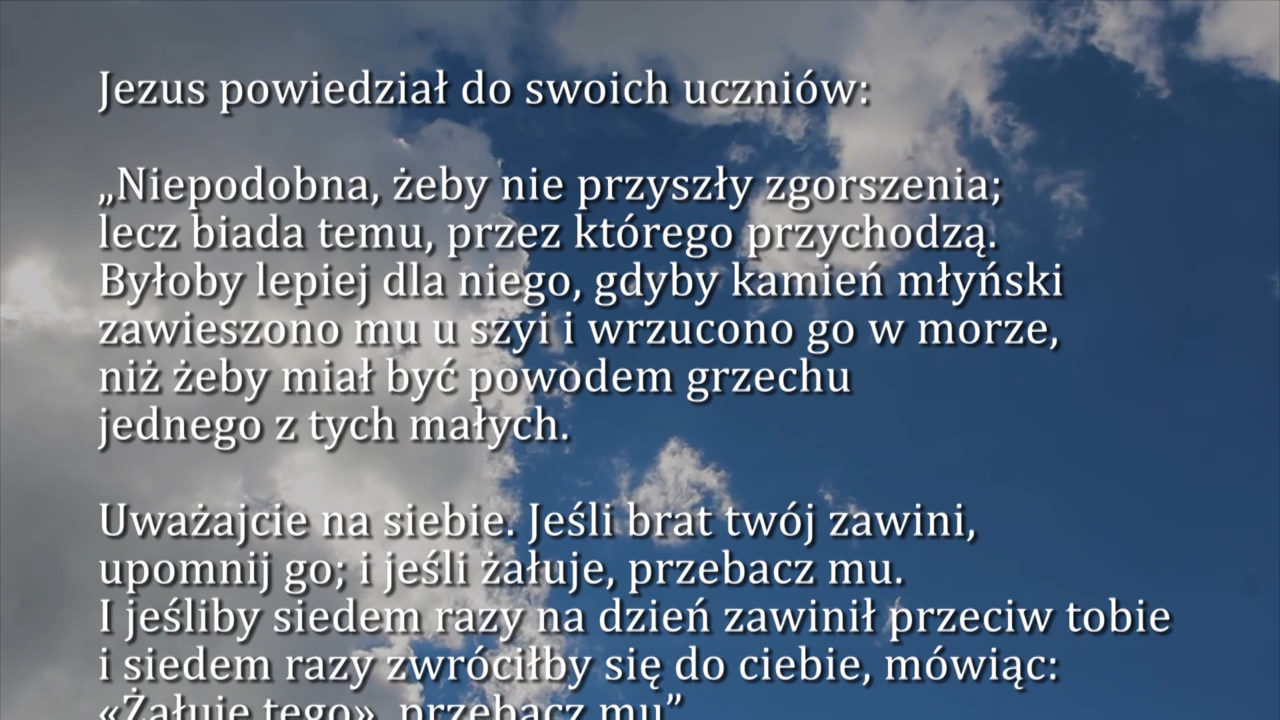 Jezus powiedział do swoich uczniów:
„Niepodobna, żeby nie przyszły zgorszenia;
lecz biada temu, przez którego przychodzą.
Byłoby lepiej dla niego, gdyby kamień młyński
zawieszono mu u szyi i wrzucono go w morze,
niż żeby miał być powodem grzechu
jednego z tych małych.
Uważajcie na siebie. Jeśli brat twój zawini,
upomnij go; i jeśli żałuje, przebacz mu.
I jeśliby siedem razy na dzień zawinił przeciw tobie
i siedem razy zwróciłby się do ciebie, mówiąc:
«Żałuję tego», przebacz mu”